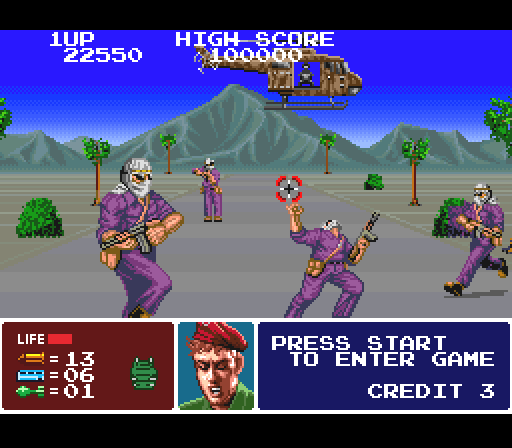 1UP HIGH SCORE
22550 100000
LIFE
=13
=06
=01
PRESS START
TO ENTER GAME
CREDIT 3